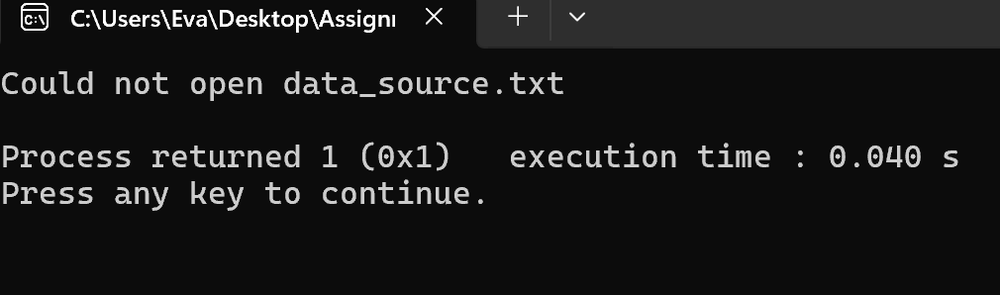 C:\Users\Eva\Desktop\Assign
Could not open data_source.txt
Process returned 1 (0x1)   execution time : 0.040 s
Press any key to continue.